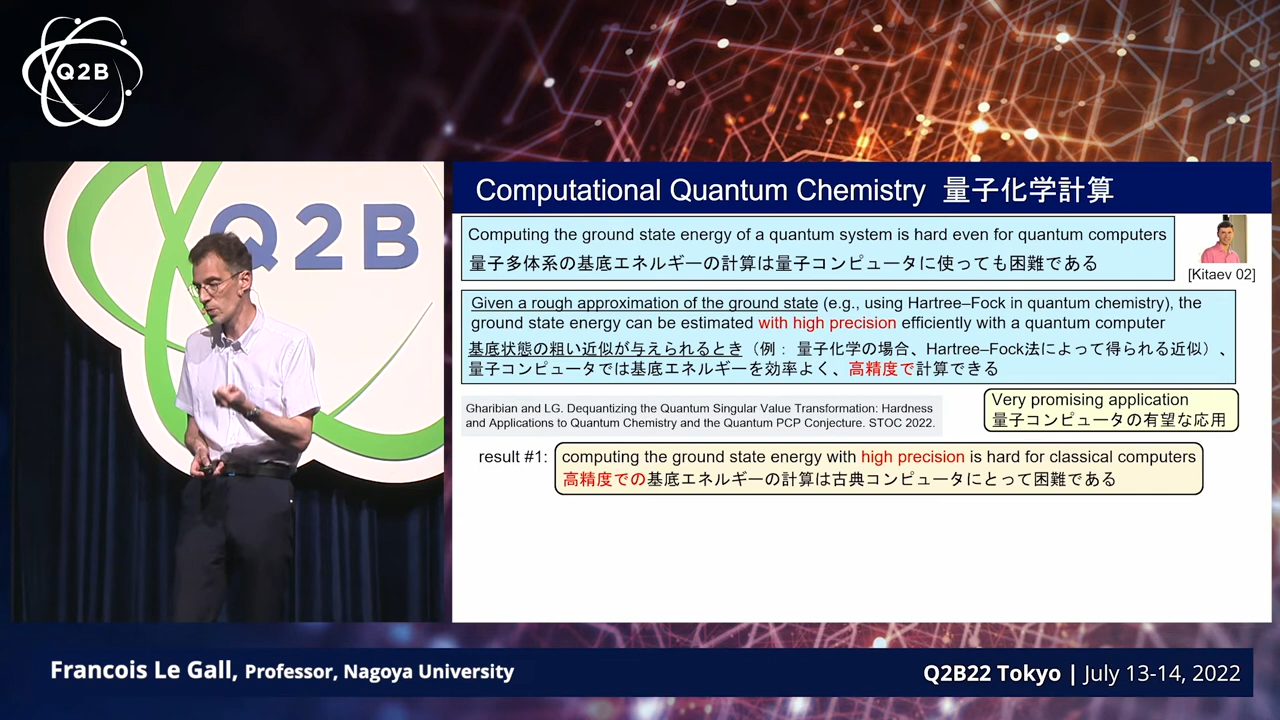 Q2B
Q2B
Computational Quantum Chemistry 量子化学計算
Computing the ground state energy of a quantum system is hard even for quantum computers
量子多体系の基底エネルギーの計算は量子コンピュータに使っても困難である
[Kitaev 02]
Given a rough approximation of the ground state (e.g., using Hartree–Fock in quantum chemistry), the
ground state energy can be estimated with high precision efficiently with a quantum computer
基底状態の粗い近似が与えられるとき（例： 量子化学の場合、Hartree–Fock法によって得られる近似）、
量子コンピュータでは基底エネルギーを効率よく、高精度で計算できる
Gharibian and LG. Dequantizing the Quantum Singular Value Transformation: Hardness
and Applications to Quantum Chemistry and the Quantum PCP Conjecture. STOC 2022.
Very promising application
量子コンピュータの有望な応用
result #1: computing the ground state energy with high precision is hard for classical computers
高精度での基底エネルギーの計算は古典コンピュータにとって困難である
Francois Le Gall, Professor, Nagoya University
Q2B22 Tokyo | July 13-14, 2022